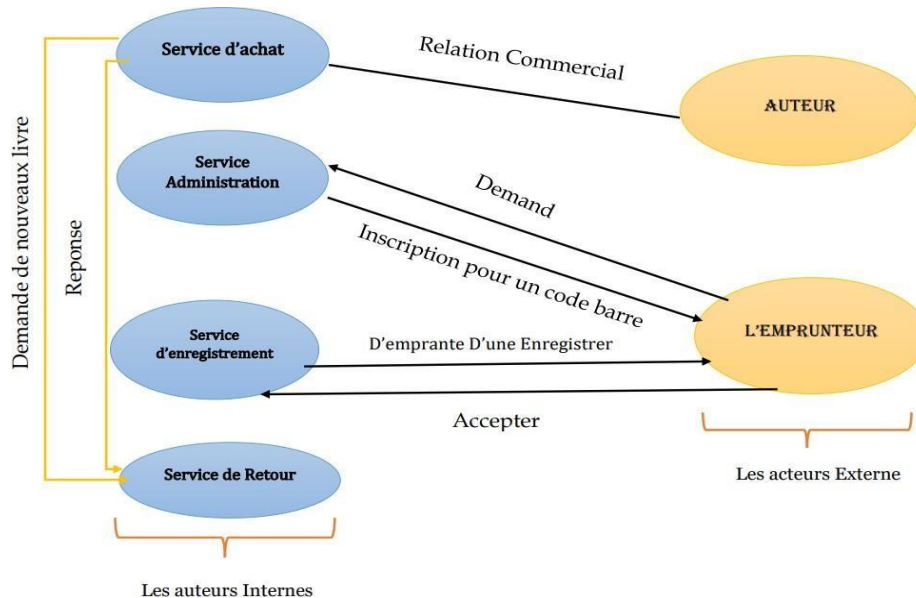 Service d'achat
Relation Commercial
AUTEUR
Service
Administration
Demand
Inscription pour un code barre
Demande de nouveaux livre
Reponse
L'EMPRUNTEUR
Service
d'enregistrement
D'emprante D'une Enregistrer
Accepter
Service de Retour
Les acteurs Externe
Les auteurs Internes